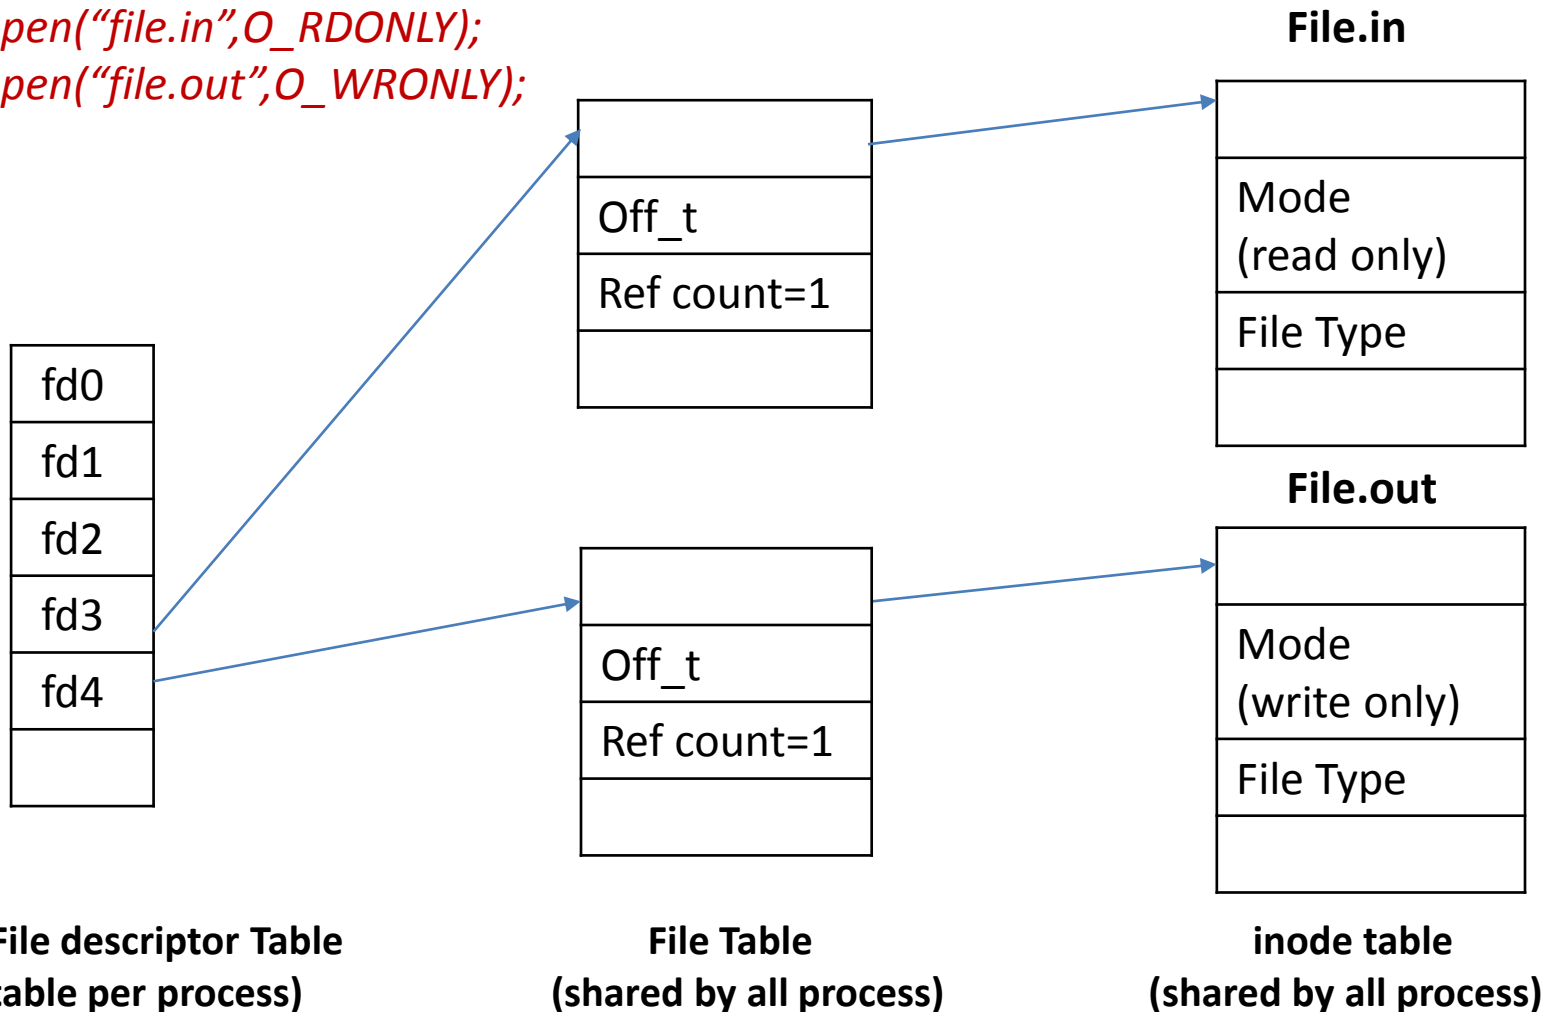 pen(“file.in”,O_RDONLY);
pen(“file.out”,O_WRONLY);
File.in
Off_t
Ref count=1
Mode
(read only)
File Type
fd0
fd1
fd2
fd3
fd4
File.out
Off_t
Ref count=1
Mode
(write only)
File Type
File descriptor Table
table per process)
File Table
(shared by all process)
inode table
(shared by all process)